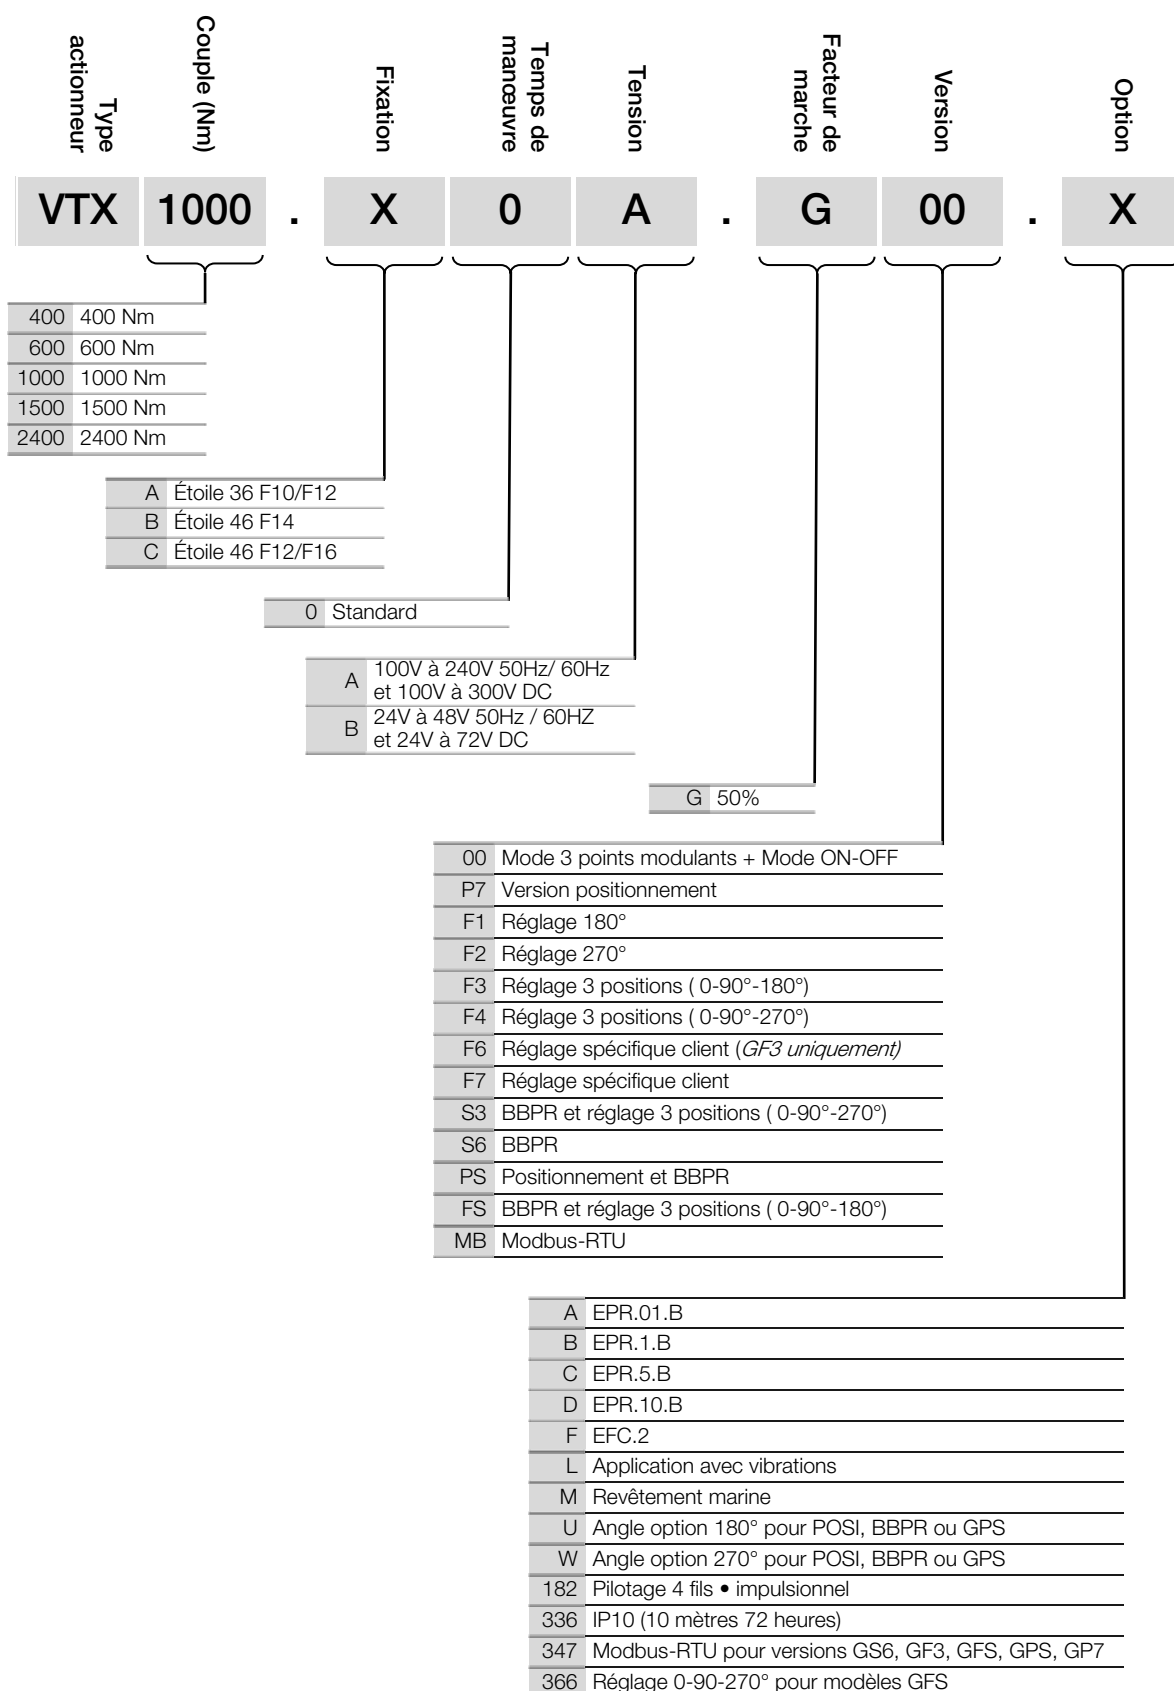 Type
actionneur
Couple (Nm)
Fixation
Temps de
manœuvre
Tension
Facteur de
marche
Version
Option
VTX 1000 . X 0 A . G 00 . X
400 400 Nm
600 600 Nm
1000 1000 Nm
1500 1500 Nm
2400 2400 Nm
A Étoile 36 F10/F12
B Étoile 46 F14
C Étoile 46 F12/F16
0 Standard
A 100V à 240V 50Hz/ 60Hz
et 100V à 300V DC
B 24V à 48V 50Hz / 60HZ
et 24V à 72V DC
G 50%
00 Mode 3 points modulants + Mode ON-OFF
P7 Version positionnement
F1 Réglage 180°
F2 Réglage 270°
F3 Réglage 3 positions ( 0-90°-180°)
F4 Réglage 3 positions ( 0-90°-270°)
F6 Réglage spécifique client (GF3 uniquement)
F7 Réglage spécifique client
S3 BBPR et réglage 3 positions ( 0-90°-270°)
S6 BBPR
PS Positionnement et BBPR
FS BBPR et réglage 3 positions ( 0-90°-180°)
MB Modbus-RTU
A EPR.01.B
B EPR.1.B
C EPR.5.B
D EPR.10.B
F EFC.2
L Application avec vibrations
M Revêtement marine
U Angle option 180° pour POSI, BBPR ou GPS
W Angle option 270° pour POSI, BBPR ou GPS
182 Pilotage 4 fils • impulsionnel
336 IP10 (10 mètres 72 heures)
347 Modbus-RTU pour versions GS6, GF3, GFS, GPS, GP7
366 Réglage 0-90-270° pour modèles GFS